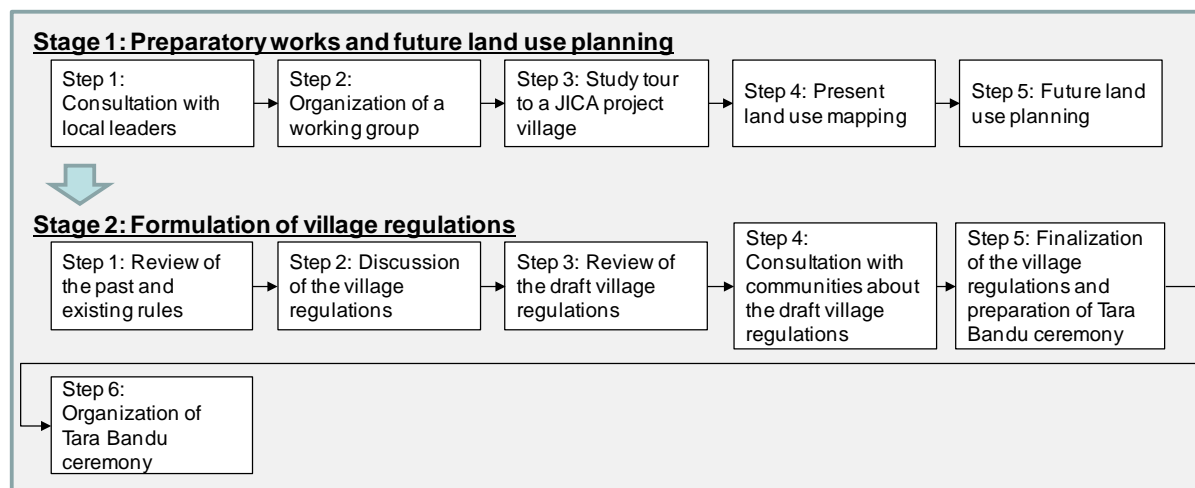 Stage 1: Preparatory works and future land use planning
Step 1:
Consultation with
local leaders
Step 2:
Organization of a
working group
Step 3: Study tour
to a JICA project
village
Step 4: Present
land use mapping
Step 5: Future land
use planning
Stage 2: Formulation of village regulations
Step 1: Review of
the past and
existing rules
Step 2: Discussion
of the village
regulations
Step 3: Review of
the draft village
regulations
Step 4:
Consultation with
communities about
the draft village
regulations
Step 5: Finalization
of the village
regulations and
preparation of Tara
Bandu ceremony
Step 6:
Organization of
Tara Bandu
ceremony